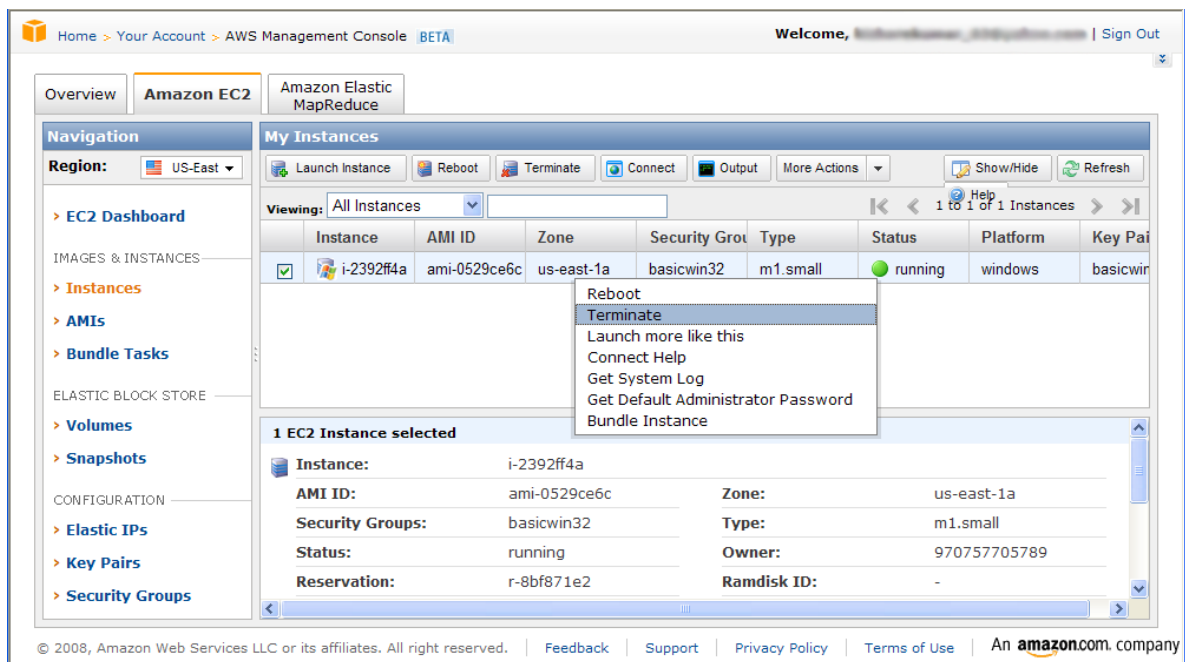 Home > Your Account > AWS Management Console BETA
Welcome, | Sign Out
Overview
Amazon EC2
Amazon Elastic
MapReduce
Navigation
Region: US-East
> EC2 Dashboard
IMAGES & INSTANCES
> Instances
> AMIs
> Bundle Tasks
ELASTIC BLOCK STORE
> Volumes
> Snapshots
CONFIGURATION
> Elastic IPs
> Key Pairs
> Security Groups
My Instances
Launch Instance Reboot Terminate Connect Output More Actions Show/Hide Refresh
Help
Viewing: All Instances 1 to 1 of 1 Instances
Instance AMI ID Zone Security Grou Type Status Platform Key Pai
i-2392ff4a ami-0529ce6c us-east-1a basicwin32 m1.small running windows basicwin
Reboot
Terminate
Launch more like this
Connect Help
Get System Log
Get Default Administrator Password
Bundle Instance
1 EC2 Instance selected
Instance: i-2392ff4a
AMI ID: ami-0529ce6c Zone: us-east-1a
Security Groups: basicwin32 Type: m1.small
Status: running Owner: 970757705789
Reservation: r-8bf871e2 Ramdisk ID: -
© 2008, Amazon Web Services LLC or its affiliates. All right reserved. | Feedback | Support | Privacy Policy | Terms of Use | An amazon.com. company